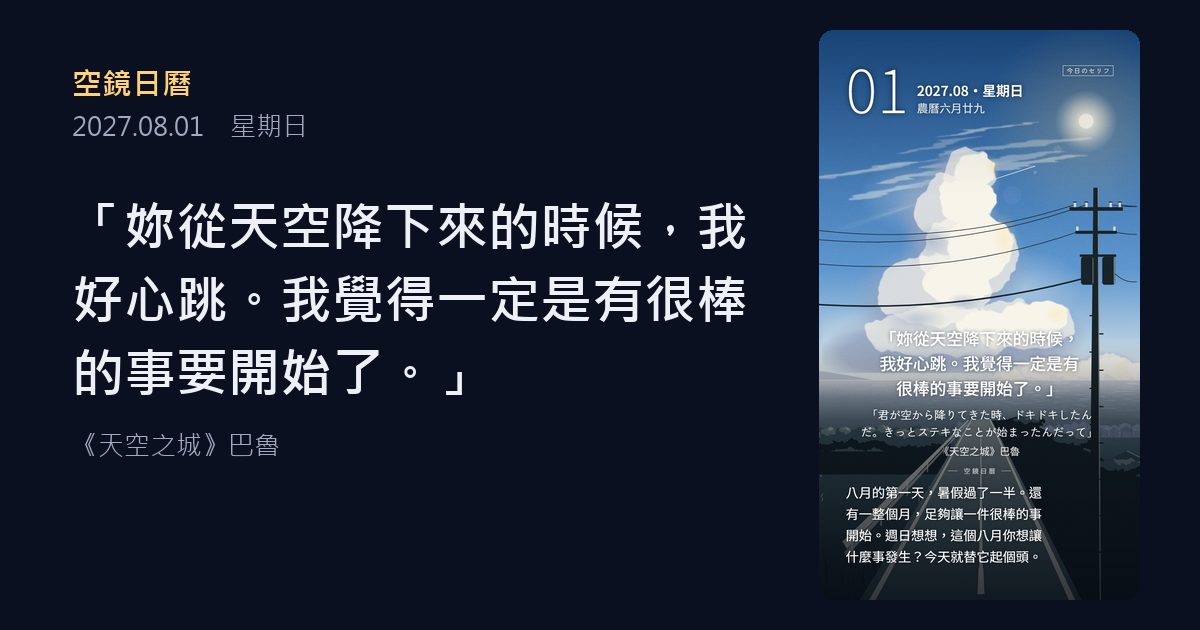 空鏡日曆
2027.08.01 星期日
「妳從天空降下來的時候，我
好心跳。我覺得一定是有很棒
的事要開始了。」
《天空之城》巴魯
01
2027.08・星期日
農曆六月廿九
今日のセリフ
「妳從天空降下來的時候，
我好心跳。我覺得一定是有
很棒的事要開始了。」
「君が空から降りてきた時、ドキドキしたん
だ。きっとステキなことが始まったんだって」
《天空之城》巴魯
— 空鏡日曆 —
八月的第一天，暑假過了一半。還
有一整個月，足夠讓一件很棒的事
開始。週日想想，這個八月你想讓
什麼事發生？今天就替它起個頭。